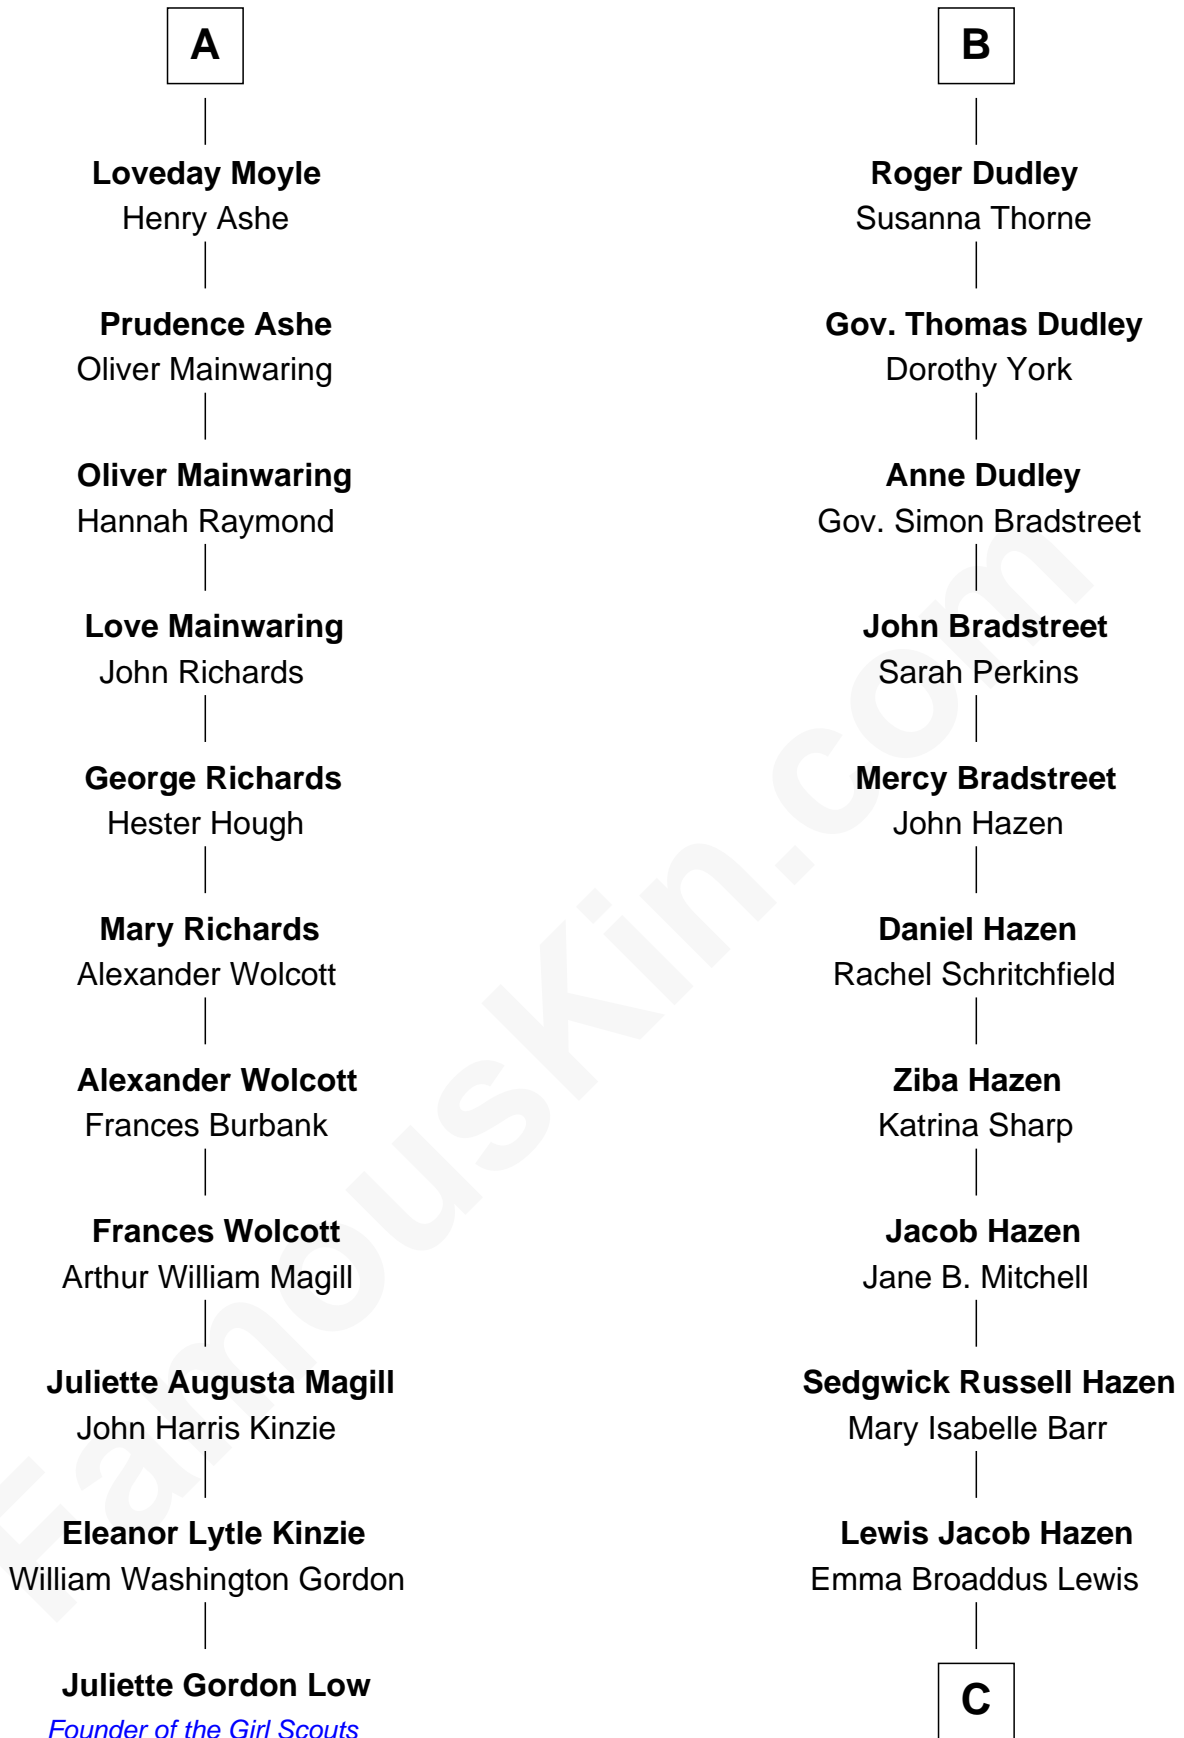 A
Loveday Moyle
Henry Ashe
Prudence Ashe
Oliver Mainwaring
Oliver Mainwaring
Hannah Raymond
Love Mainwaring
John Richards
George Richards
Hester Hough
Mary Richards
Alexander Wolcott
Alexander Wolcott
Frances Burbank
Frances Wolcott
Arthur William Magill
Juliette Augusta Magill
John Harris Kinzie
Eleanor Lytle Kinzie
William Washington Gordon
Juliette Gordon Low
Founder of the Girl Scouts
B
Roger Dudley
Susanna Thorne
Gov. Thomas Dudley
Dorothy York
Anne Dudley
Gov. Simon Bradstreet
John Bradstreet
Sarah Perkins
Mercy Bradstreet
John Hazen
Daniel Hazen
Rachel Schritchfield
Ziba Hazen
Katrina Sharp
Jacob Hazen
Jane B. Mitchell
Sedgwick Russell Hazen
Mary Isabelle Barr
Lewis Jacob Hazen
Emma Broaddus Lewis
C
FamousKin.com